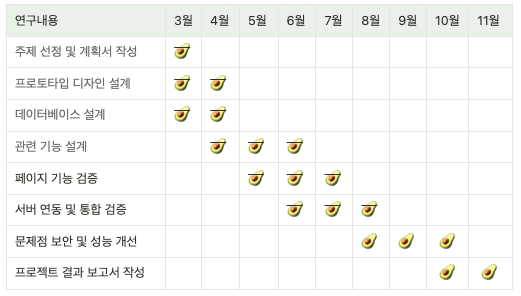 연구내용 3월 4월 5월 6월 7월 8월 9월 10월 11월
주제 선정 및 계획서 작성
프로토타입 디자인 설계
데이터베이스 설계
관련 기능 설계
페이지 기능 검증
서버 연동 및 통합 검증
문제점 보안 및 성능 개선
프로젝트 결과 보고서 작성